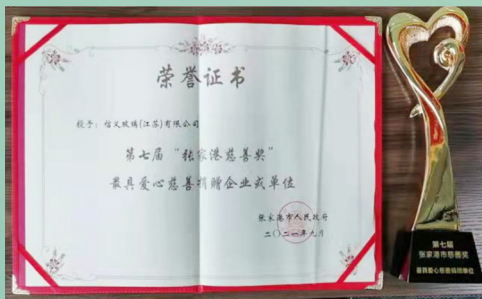 荣誉证书
授予：信义玻璃(江苏)有限公司
第七届“张家港慈善奖”
最具爱心慈善捐赠企业或单位
张家港市人民政府
二〇二一年九月
第七届
张家港市慈善奖
最具爱心慈善捐赠单位